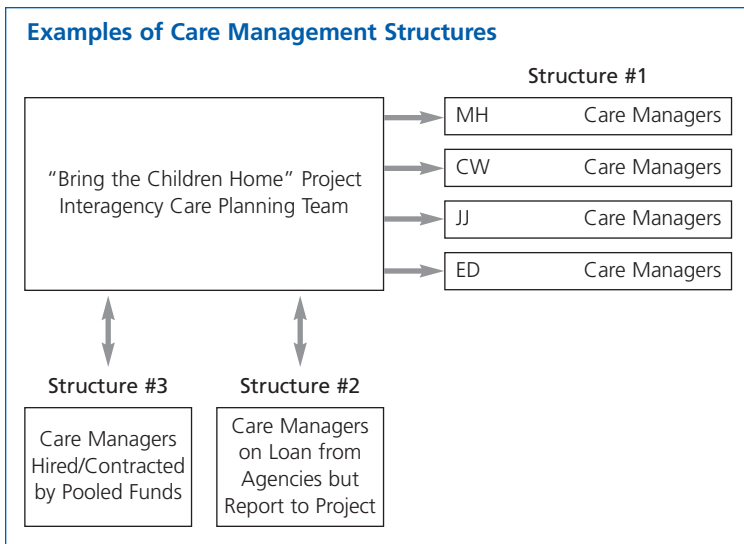 Examples of Care Management Structures
Structure #1
“Bring the Children Home” Project
Interagency Care Planning Team
MH Care Managers
CW Care Managers
JJ Care Managers
ED Care Managers
Structure #3
Care Managers
Hired/Contracted
by Pooled Funds
Structure #2
Care Managers
on Loan from
Agencies but
Report to Project